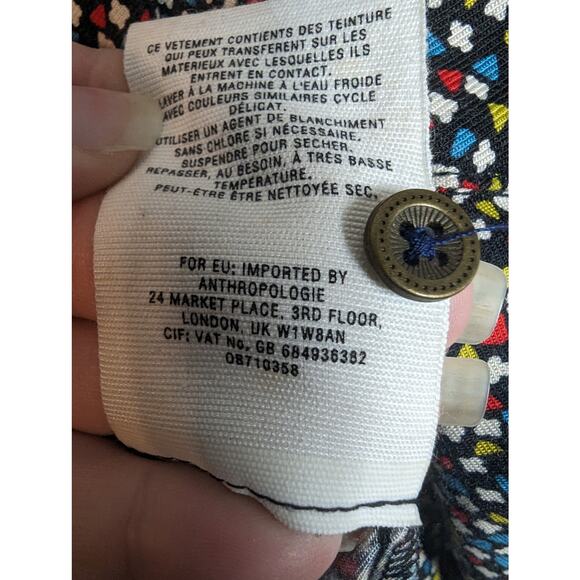 CE VETEMENT CONTIENTS DES TEINTURE
QUI PEUX TRANSFERENT SUR LES
MATERIEUX AVEC LESQUELLES ILS
ENTRENT EN CONTACT.
LAVER À LA MACHINE À L'EAU FROIDE
AVEC COULEURS SIMILAIRES CYCLE
DÉLICAT.
UTILISER UN AGENT DE BLANCHIMENT
SANS CHLORE SI NÉCESSAIRE.
SUSPENDRE POUR SECHER.
REPASSER, AU BESOIN, À TRÈS BASSE
TEMPÉRATURE.
PEUT-ÊTRE ÊTRE NETTOYÉE SEC.
FOR EU: IMPORTED BY
ANTHROPOLOGIE
24 MARKET PLACE, 3RD FLOOR,
LONDON, UK W1W8AN
CIF: VAT No. GB 684936382
OB710358